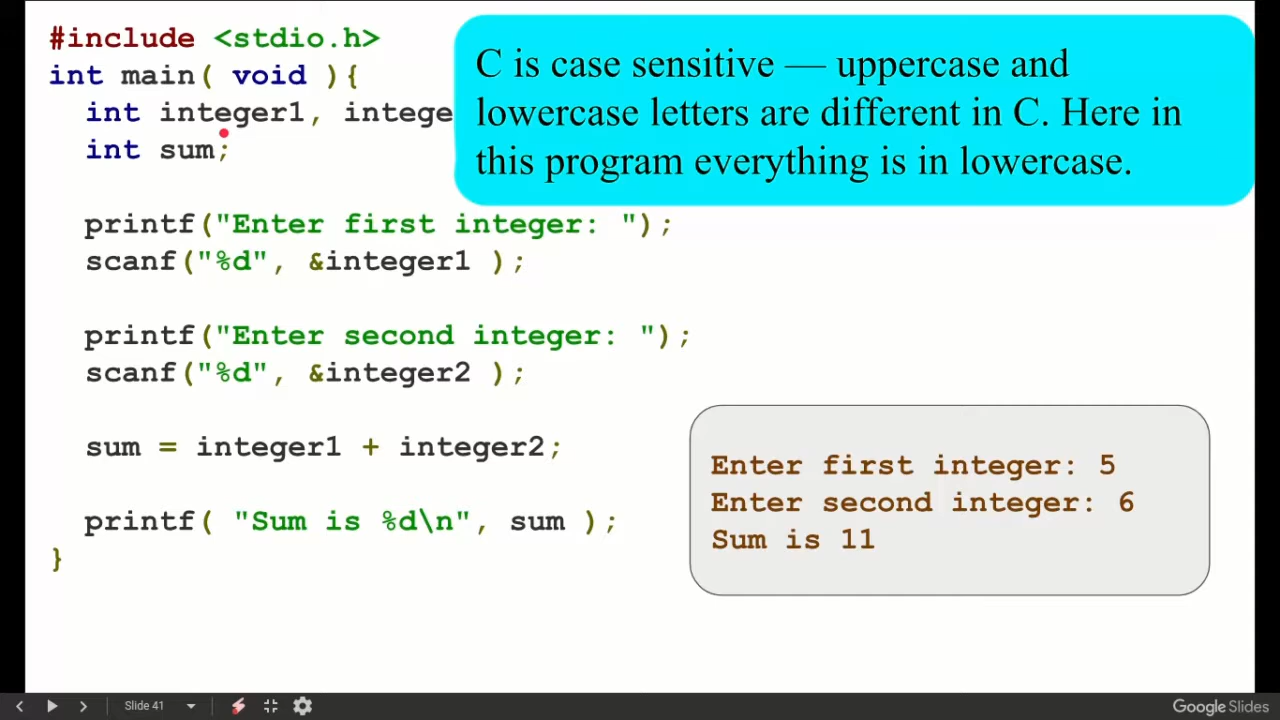 #include <stdio.h>
int main( void ){
int integer1, intege
int sum;
C is case sensitive — uppercase and
lowercase letters are different in C. Here in
this program everything is in lowercase.
printf("Enter first integer: ");
scanf("%d", &integer1 );
printf("Enter second integer: ");
scanf("%d", &integer2 );
sum = integer1 + integer2;
printf( "Sum is %d\n", sum );
}
Enter first integer: 5
Enter second integer: 6
Sum is 11
Slide 41
Google Slides